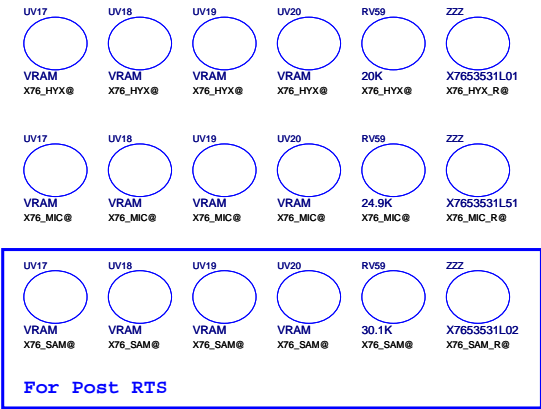 UV17 UV18 UV19 UV20 RV59 ZZZ
VRAM VRAM VRAM VRAM 20K X7653531L01
X76_HYX@ X76_HYX@ X76_HYX@ X76_HYX@ X76_HYX@ X76_HYX_R@
UV17 UV18 UV19 UV20 RV59 ZZZ
VRAM VRAM VRAM VRAM 24.9K X7653531L51
X76_MIC@ X76_MIC@ X76_MIC@ X76_MIC@ X76_MIC@ X76_MIC_R@
UV17 UV18 UV19 UV20 RV59 ZZZ
VRAM VRAM VRAM VRAM 30.1K X7653531L02
X76_SAM@ X76_SAM@ X76_SAM@ X76_SAM@ X76_SAM@ X76_SAM_R@
For Post RTS